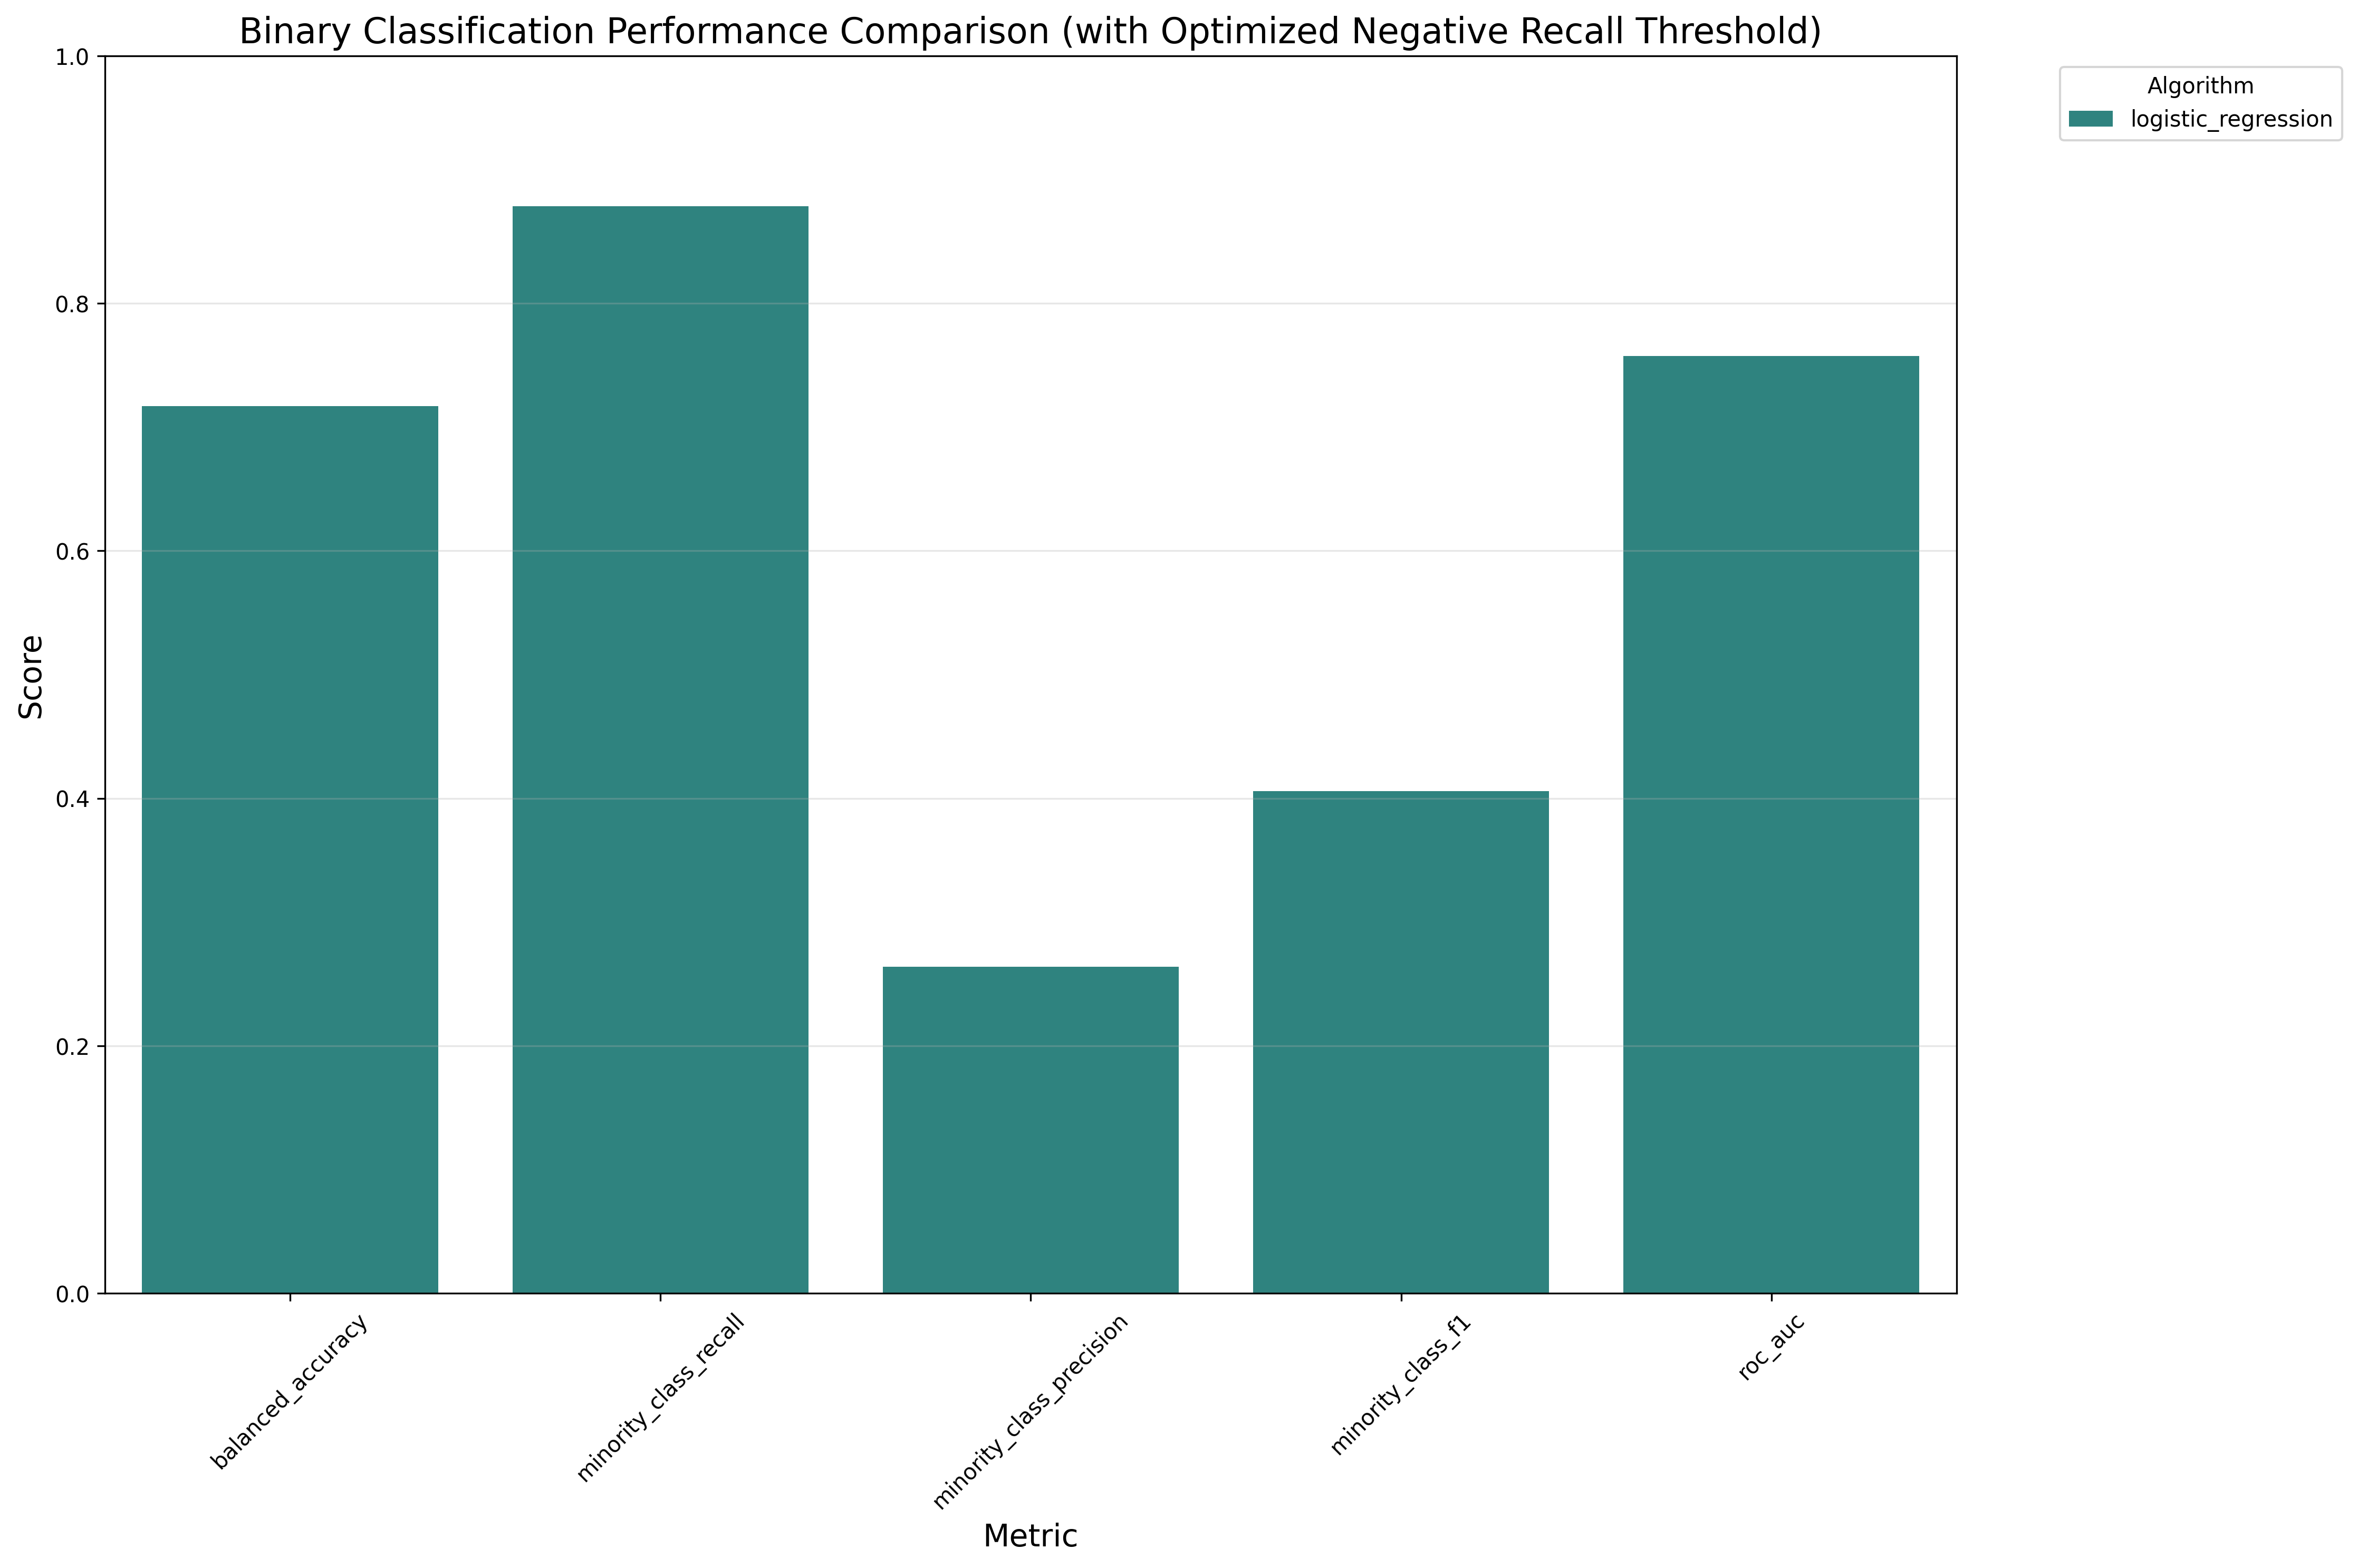 Binary Classification Performance Comparison (with Optimized Negative Recall Threshold)
Algorithm
logistic_regression
Score
1.0
0.8
0.6
0.4
0.2
0.0
balanced_accuracy
minority_class_recall
minority_class_precision
minority_class_f1
roc_auc
Metric